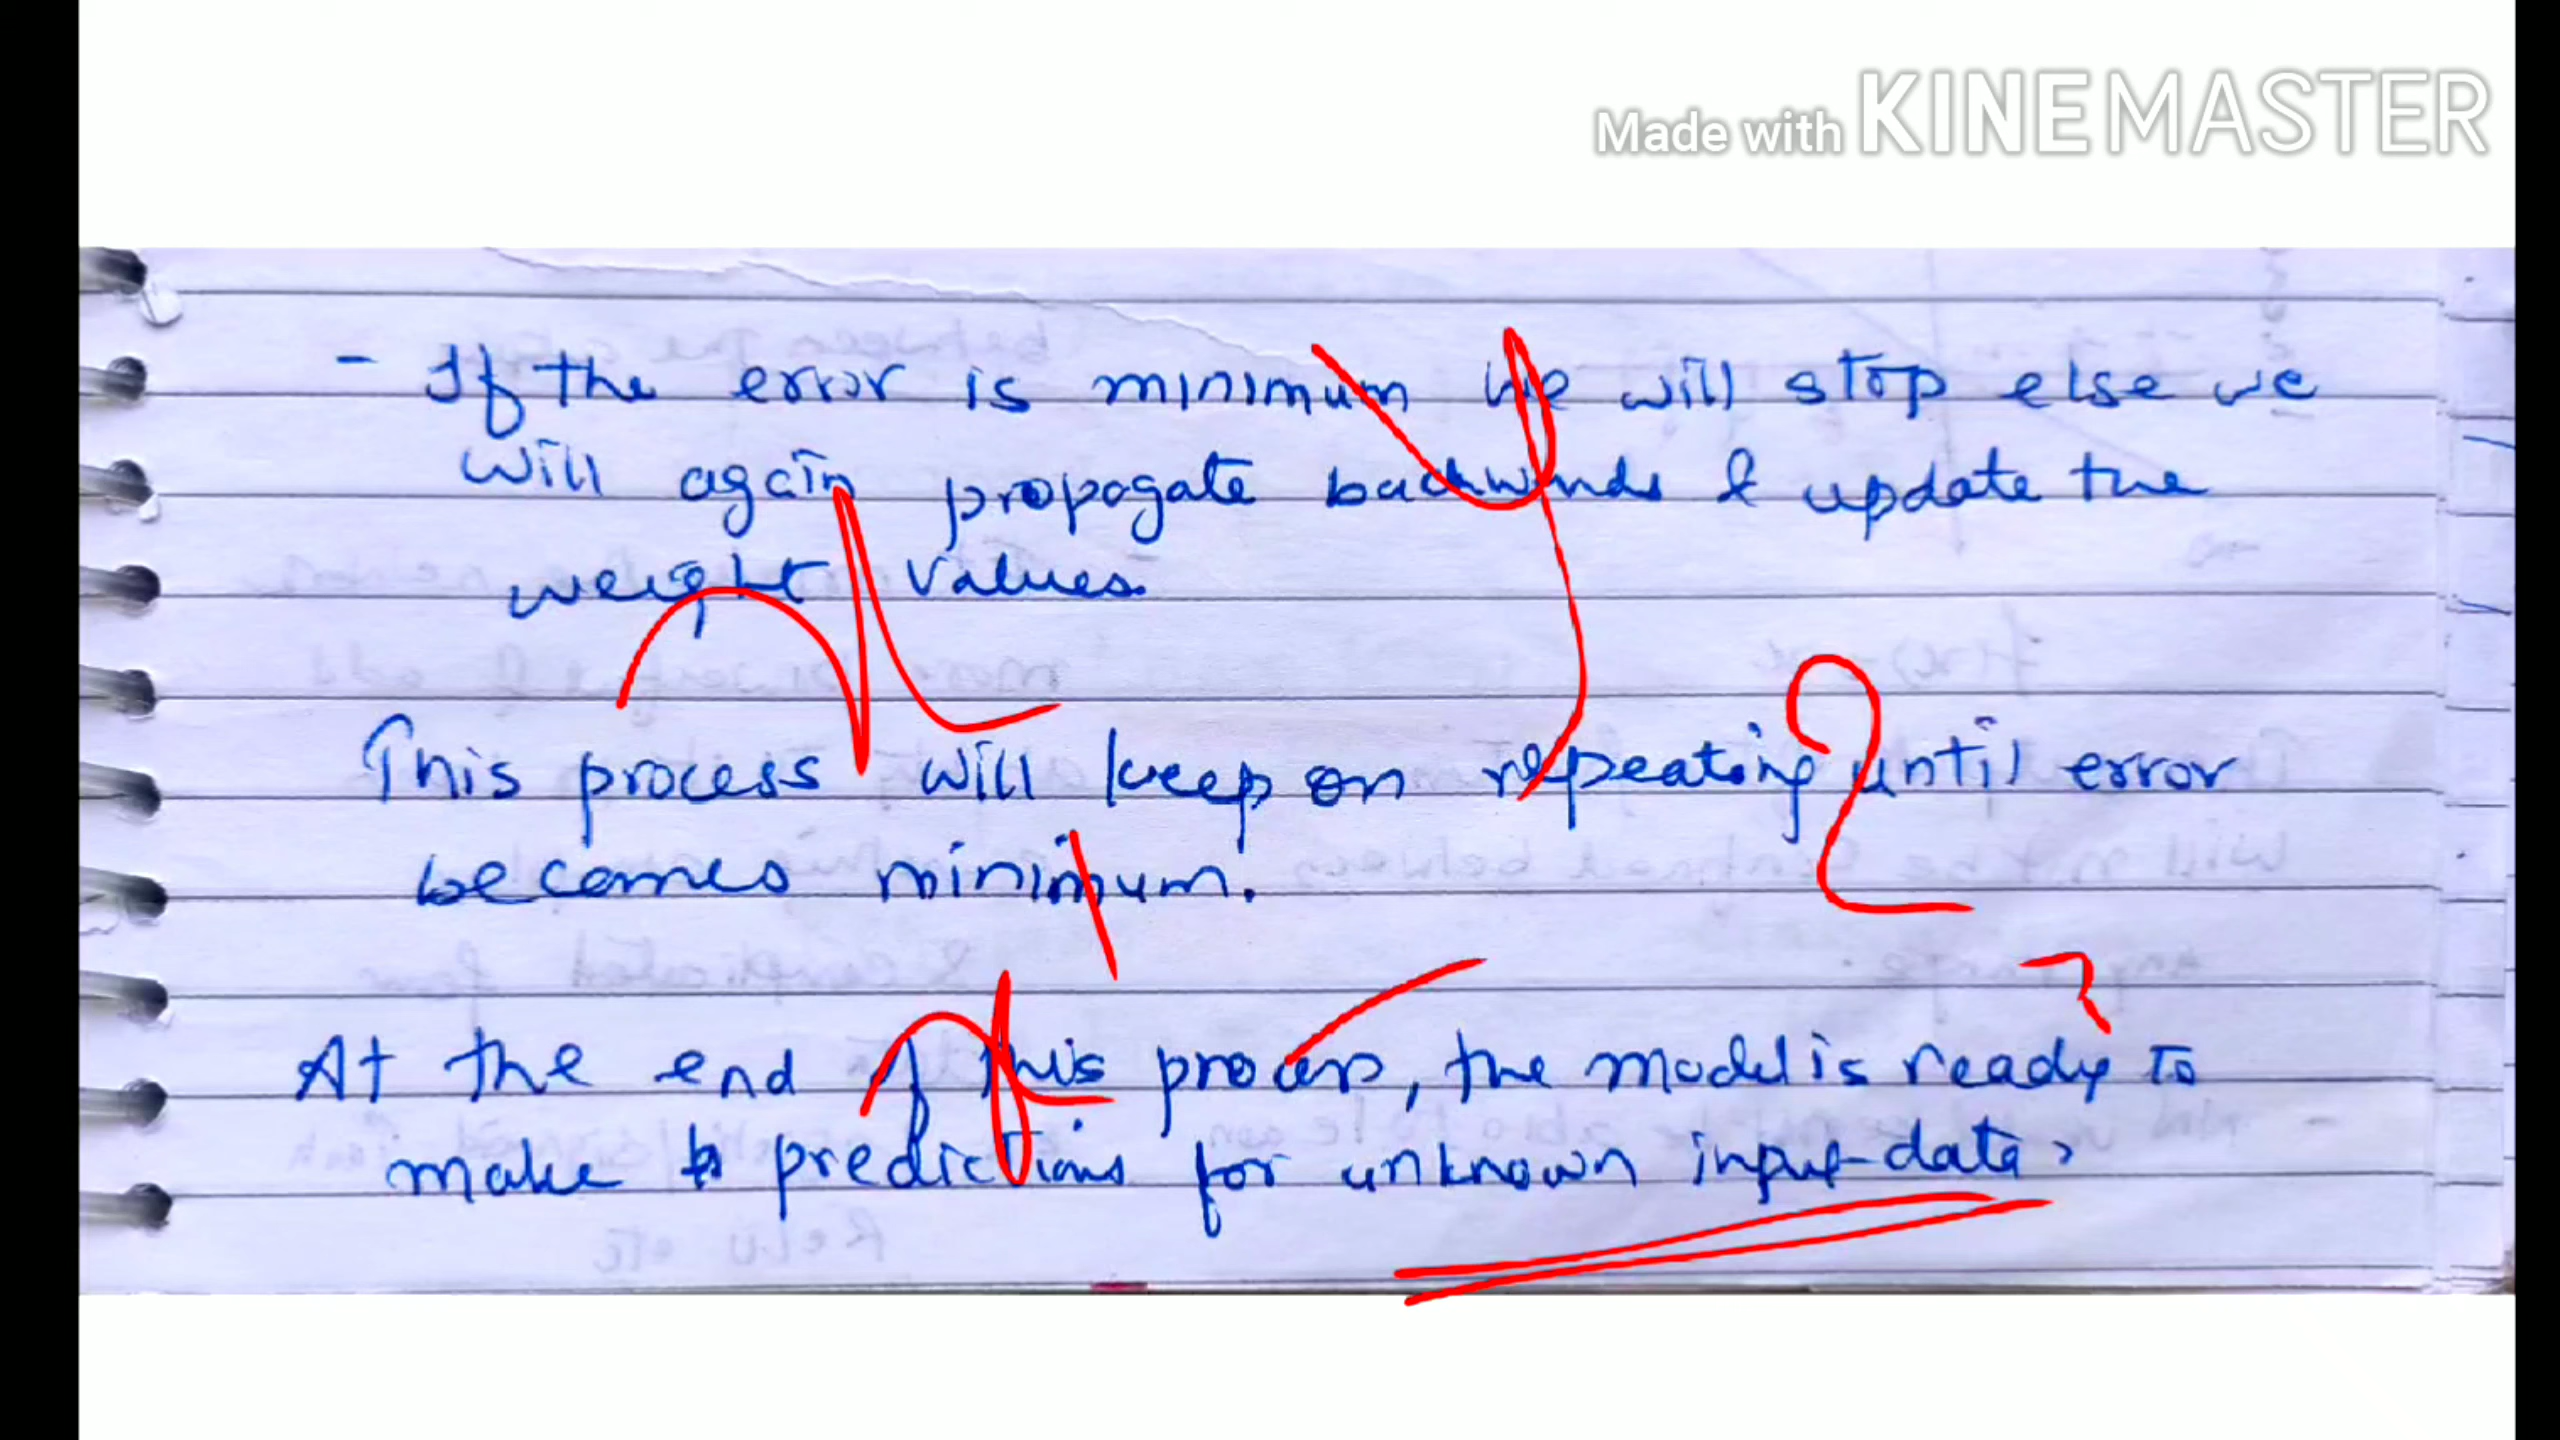 Made with KINEMASTER
- If the error is minimum we will stop else we
will again propagate backwards & update the
weight values.
This process will keep on repeating until error
becomes minimum.
At the end of this process, the model is ready to
make predictions for unknown input-data.